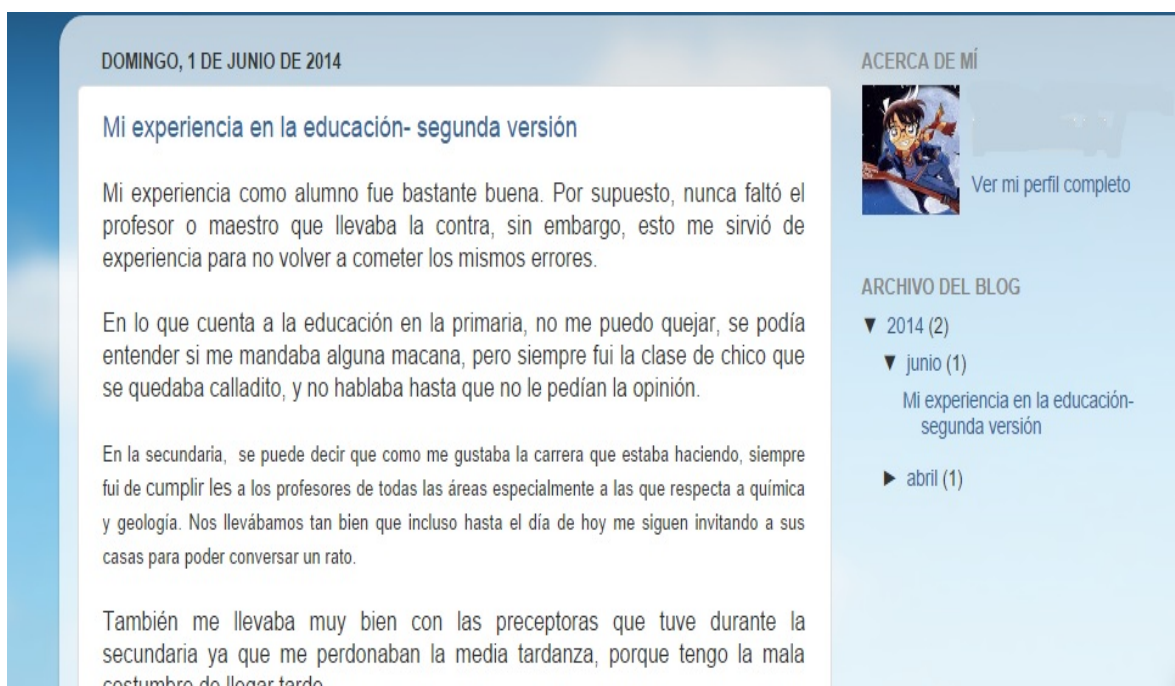 DOMINGO, 1 DE JUNIO DE 2014
Mi experiencia en la educación- segunda versión
Mi experiencia como alumno fue bastante buena. Por supuesto, nunca faltó el
profesor o maestro que llevaba la contra, sin embargo, esto me sirvió de
experiencia para no volver a cometer los mismos errores.
En lo que cuenta a la educación en la primaria, no me puedo quejar, se podía
entender si me mandaba alguna macana, pero siempre fui la clase de chico que
se quedaba calladito, y no hablaba hasta que no le pedían la opinión.
En la secundaria, se puede decir que como me gustaba la carrera que estaba haciendo, siempre
fui de cumplir les a los profesores de todas las áreas especialmente a las que respecta a química
y geología. Nos llevábamos tan bien que incluso hasta el día de hoy me siguen invitando a sus
casas para poder conversar un rato.
También me llevaba muy bien con las preceptoras que tuve durante la
secundaria ya que me perdonaban la media tardanza, porque tengo la mala
costumbre de llegar tarde
ACERCA DE MÍ
Ver mi perfil completo
ARCHIVO DEL BLOG
▼ 2014 (2)
▼ junio (1)
Mi experiencia en la educación-
segunda versión
► abril (1)